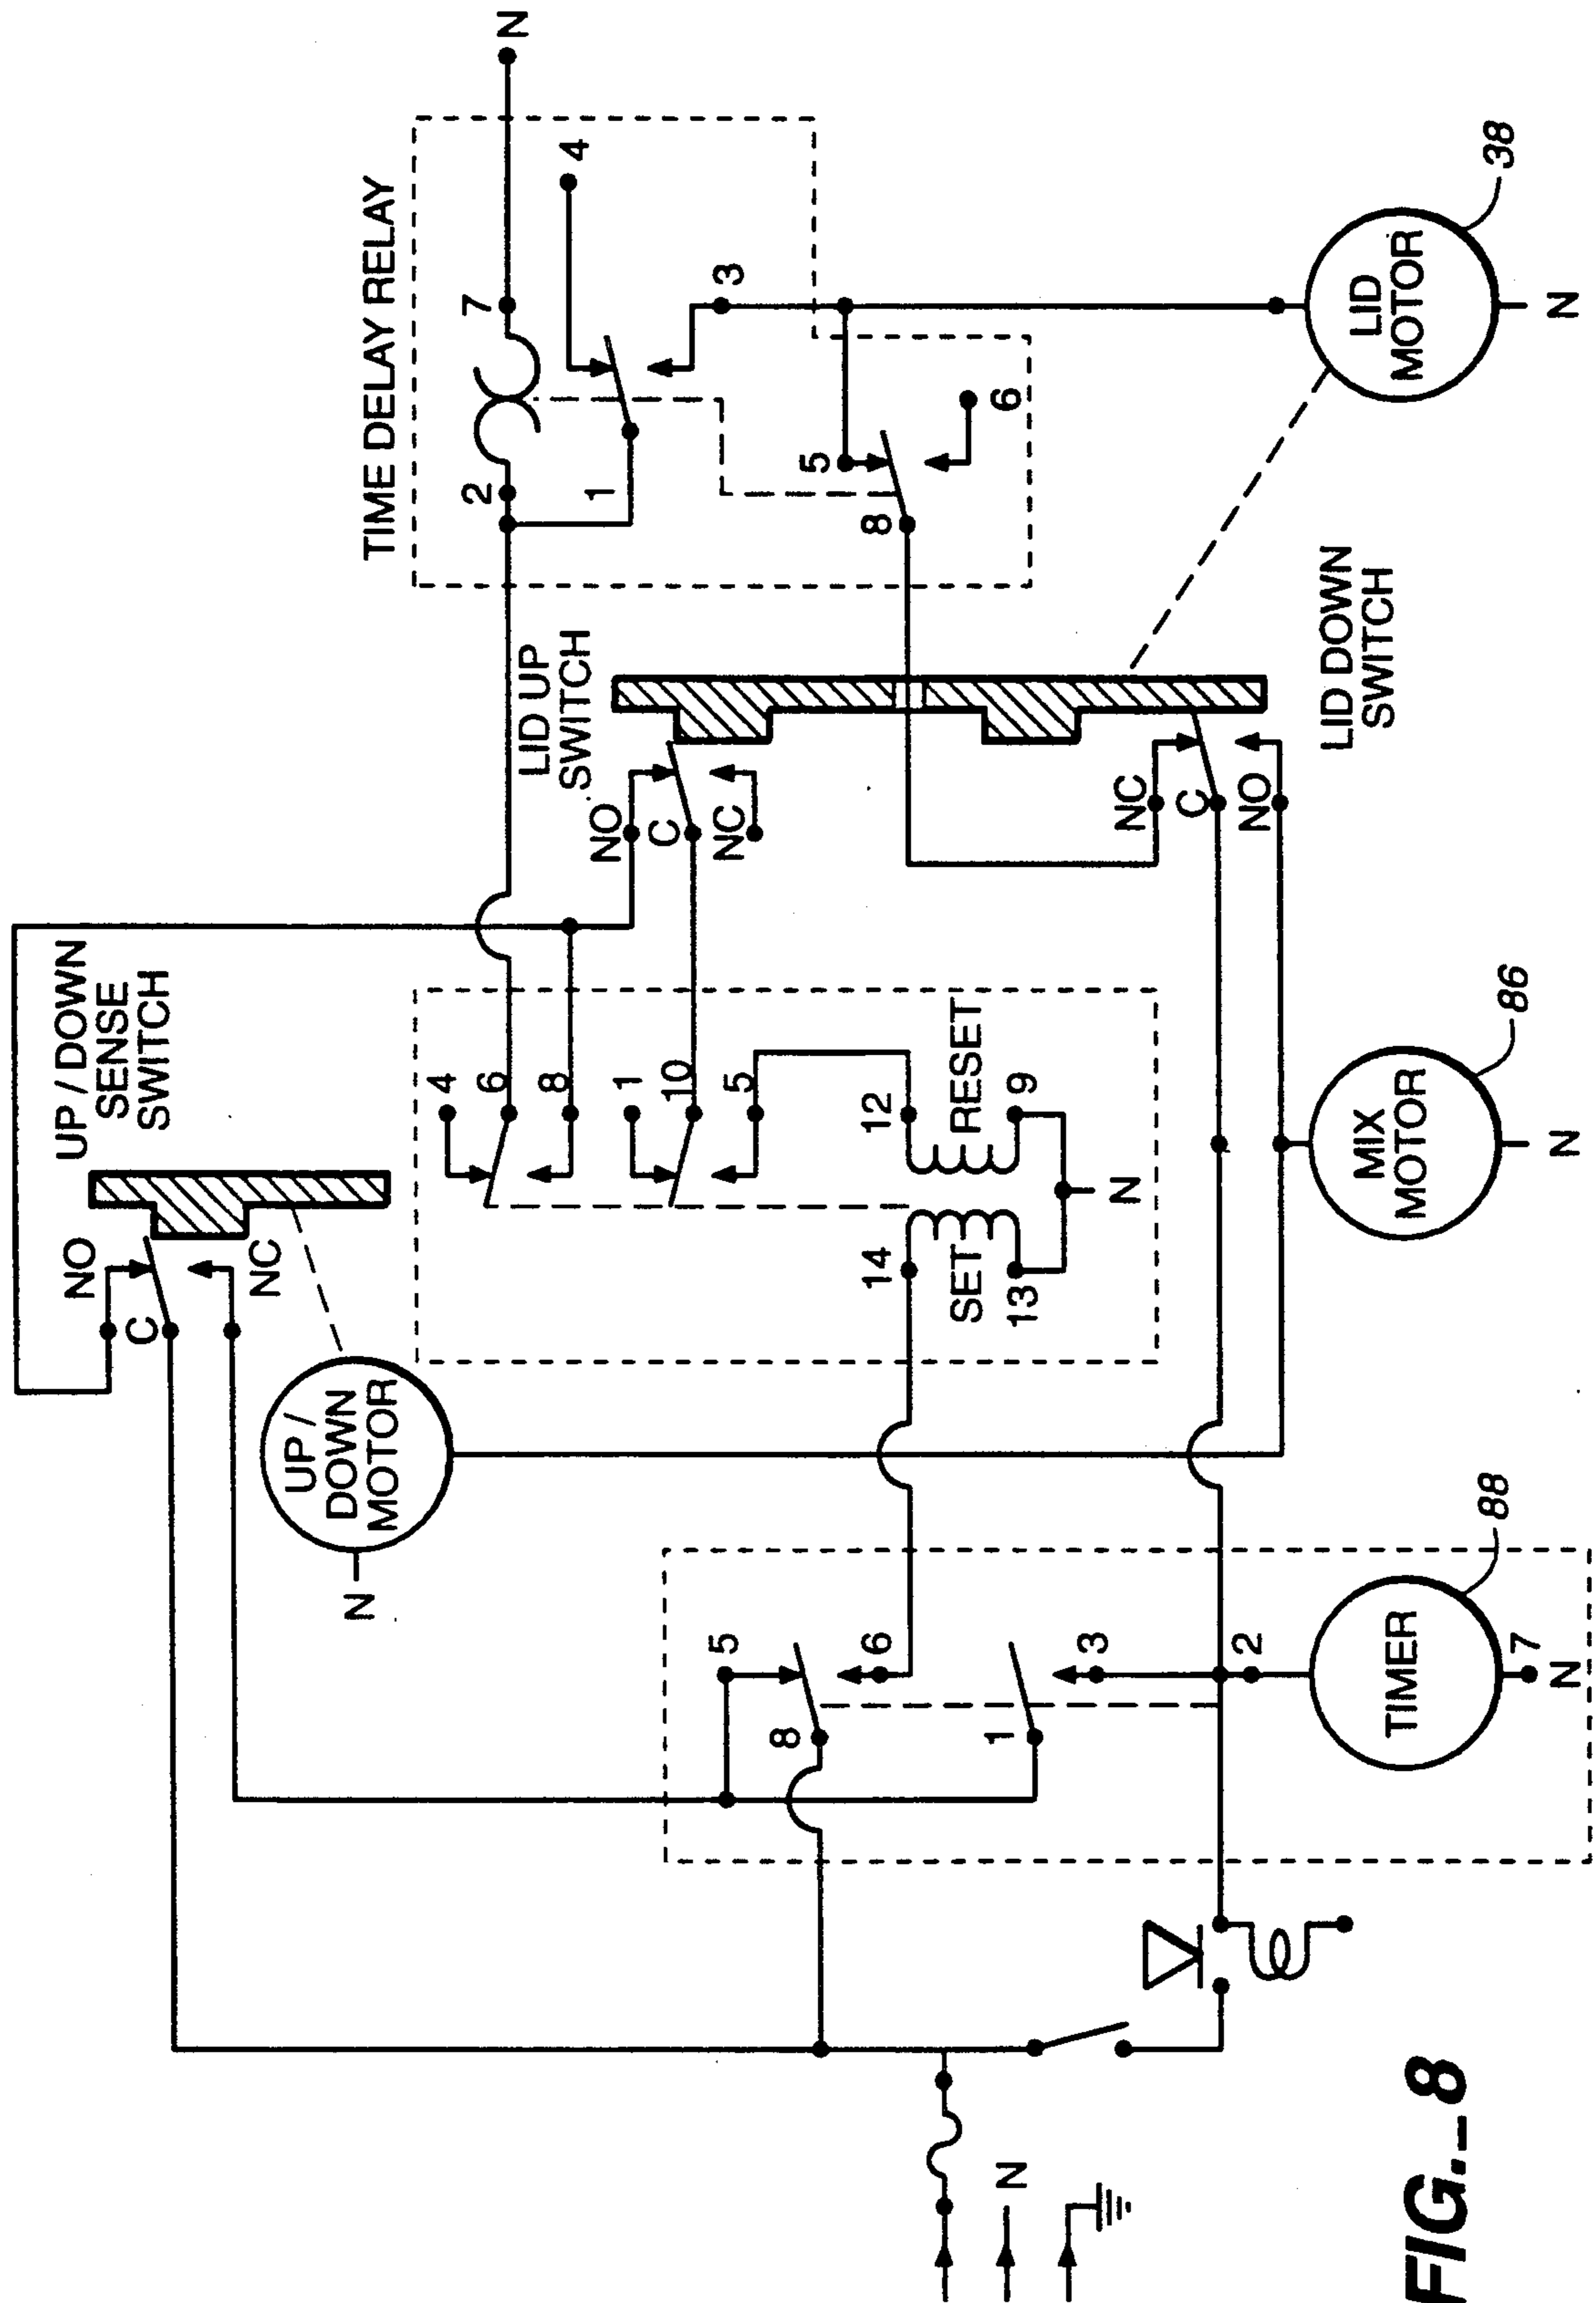 N
TIME DELAY RELAY
7
4
2
1
3
5
6
8
LID
MOTOR
38
N
LID UP
SWITCH
NO
C
NC
LID DOWN
SWITCH
NC
C
NO
UP / DOWN
SENSE
SWITCH
NO
C
NC
4
6
8
1
10
5
12
RESET
9
14
SET
13
N
MIX
MOTOR
86
N
UP /
DOWN
MOTOR
N
5
6
8
3
1
2
TIMER
88
7
N
N
FIG._8